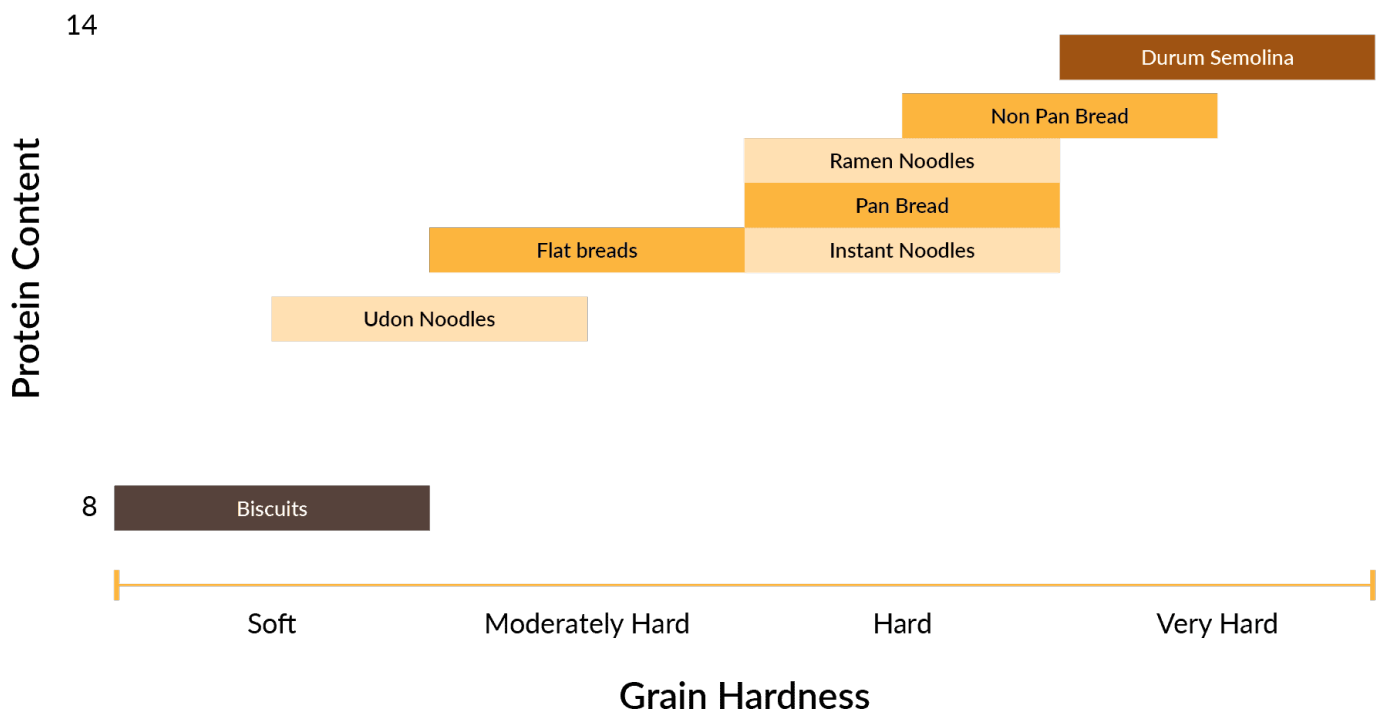 14
Durum Semolina
Non Pan Bread
Ramen Noodles
Pan Bread
Flat breads
Instant Noodles
Udon Noodles
Protein Content
8
Biscuits
Soft
Moderately Hard
Hard
Very Hard
Grain Hardness